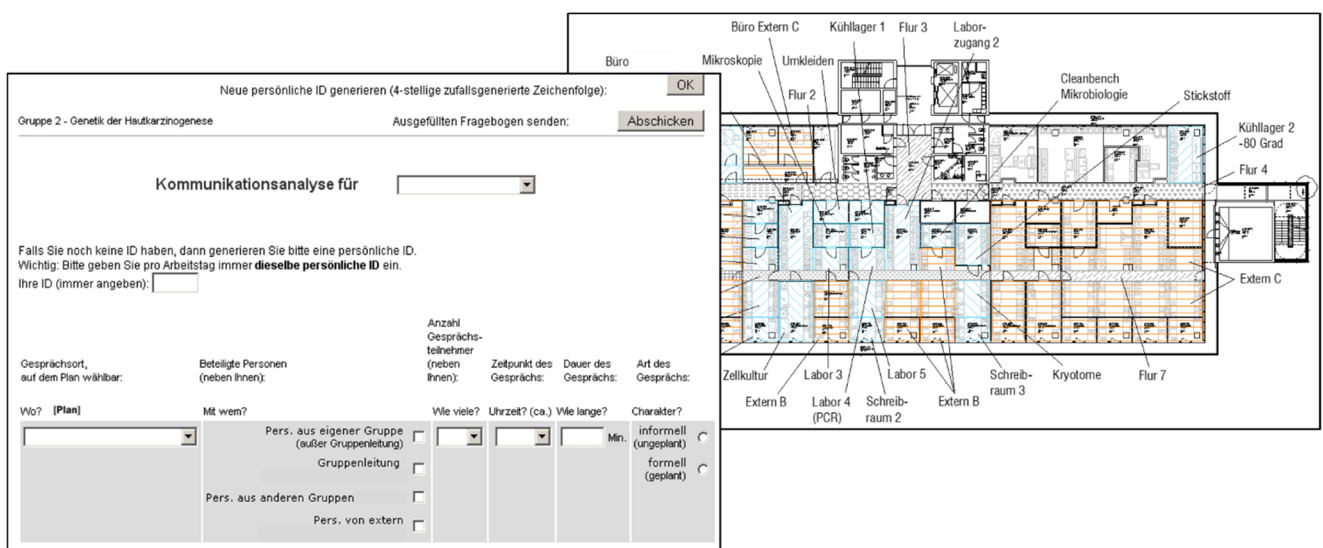 Neue persönliche ID generieren (4-stellige zufallsgenerierte Zeichenfolge):
OK
Gruppe 2 - Genetik der Hautkarzinogenese
Ausgefüllten Fragebogen senden:
Abschicken
Kommunikationsanalyse für
Falls Sie noch keine ID haben, dann generieren Sie bitte eine persönliche ID.
Wichtig: Bitte geben Sie pro Arbeitstag immer dieselbe persönliche ID ein.
Ihre ID (immer angeben):
Gesprächsort,
auf dem Plan wählbar:
Beteiligte Personen
(neben Ihnen):
Anzahl
Gesprächs-
teilnehmer
(neben
Ihnen):
Zeitpunkt des
Gesprächs:
Dauer des
Gesprächs:
Art des
Gesprächs:
Wo? [Plan]
Mit wem?
Wie viele?
Uhrzeit? (ca.)
Wie lange?
Charakter?
Pers. aus eigener Gruppe
(außer Gruppenleitung)
Min.
informell
(ungeplant)
Gruppenleitung
formell
(geplant)
Pers. aus anderen Gruppen
Pers. von extern
Büro
Mikroskopie
Büro Extern C
Umkleiden
Flur 2
Kühllager 1
Flur 3
Labor-
zugang 2
Cleanbench
Mikrobiologie
Stickstoff
Kühllager 2
-80 Grad
Flur 4
Extern C
Zellkultur
Extern B
Labor 3
Labor 4
(PCR)
Schreib-
raum 2
Labor 5
Extern B
Schreib-
raum 3
Kryotome
Flur 7